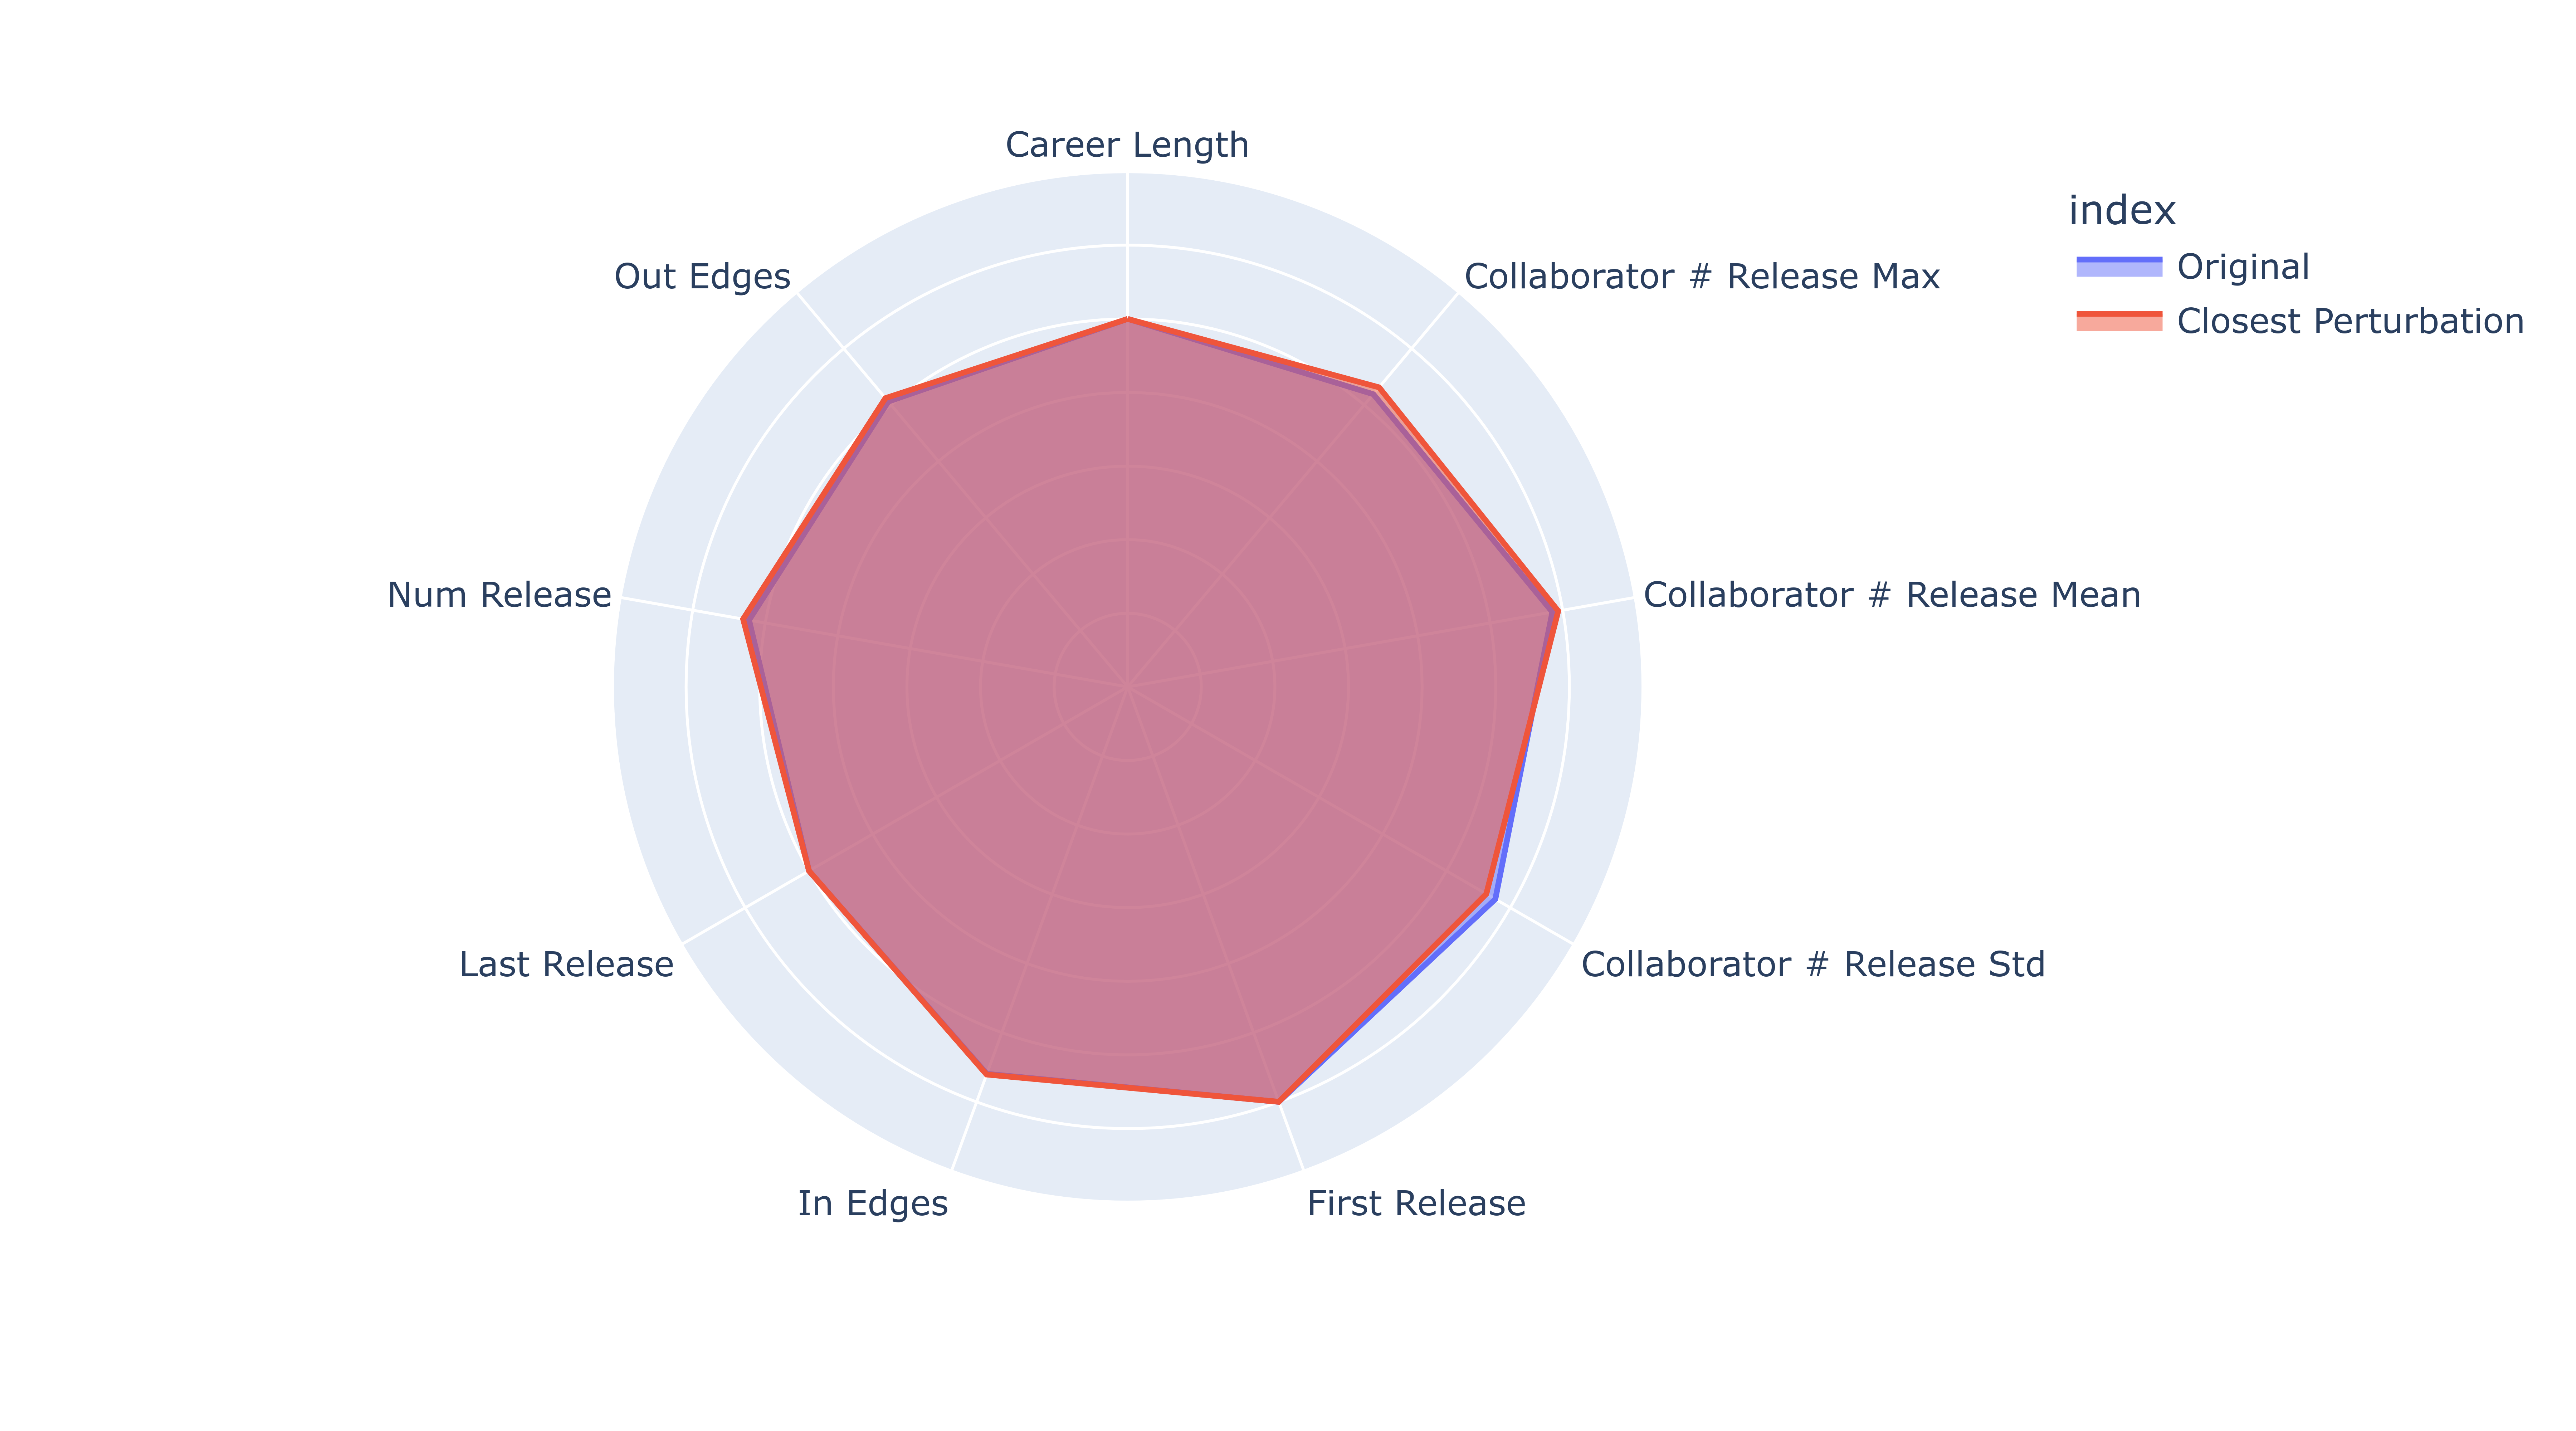 Career Length
Collaborator # Release Max
Collaborator # Release Mean
Collaborator # Release Std
First Release
In Edges
Last Release
Num Release
Out Edges
index
Original
Closest Perturbation